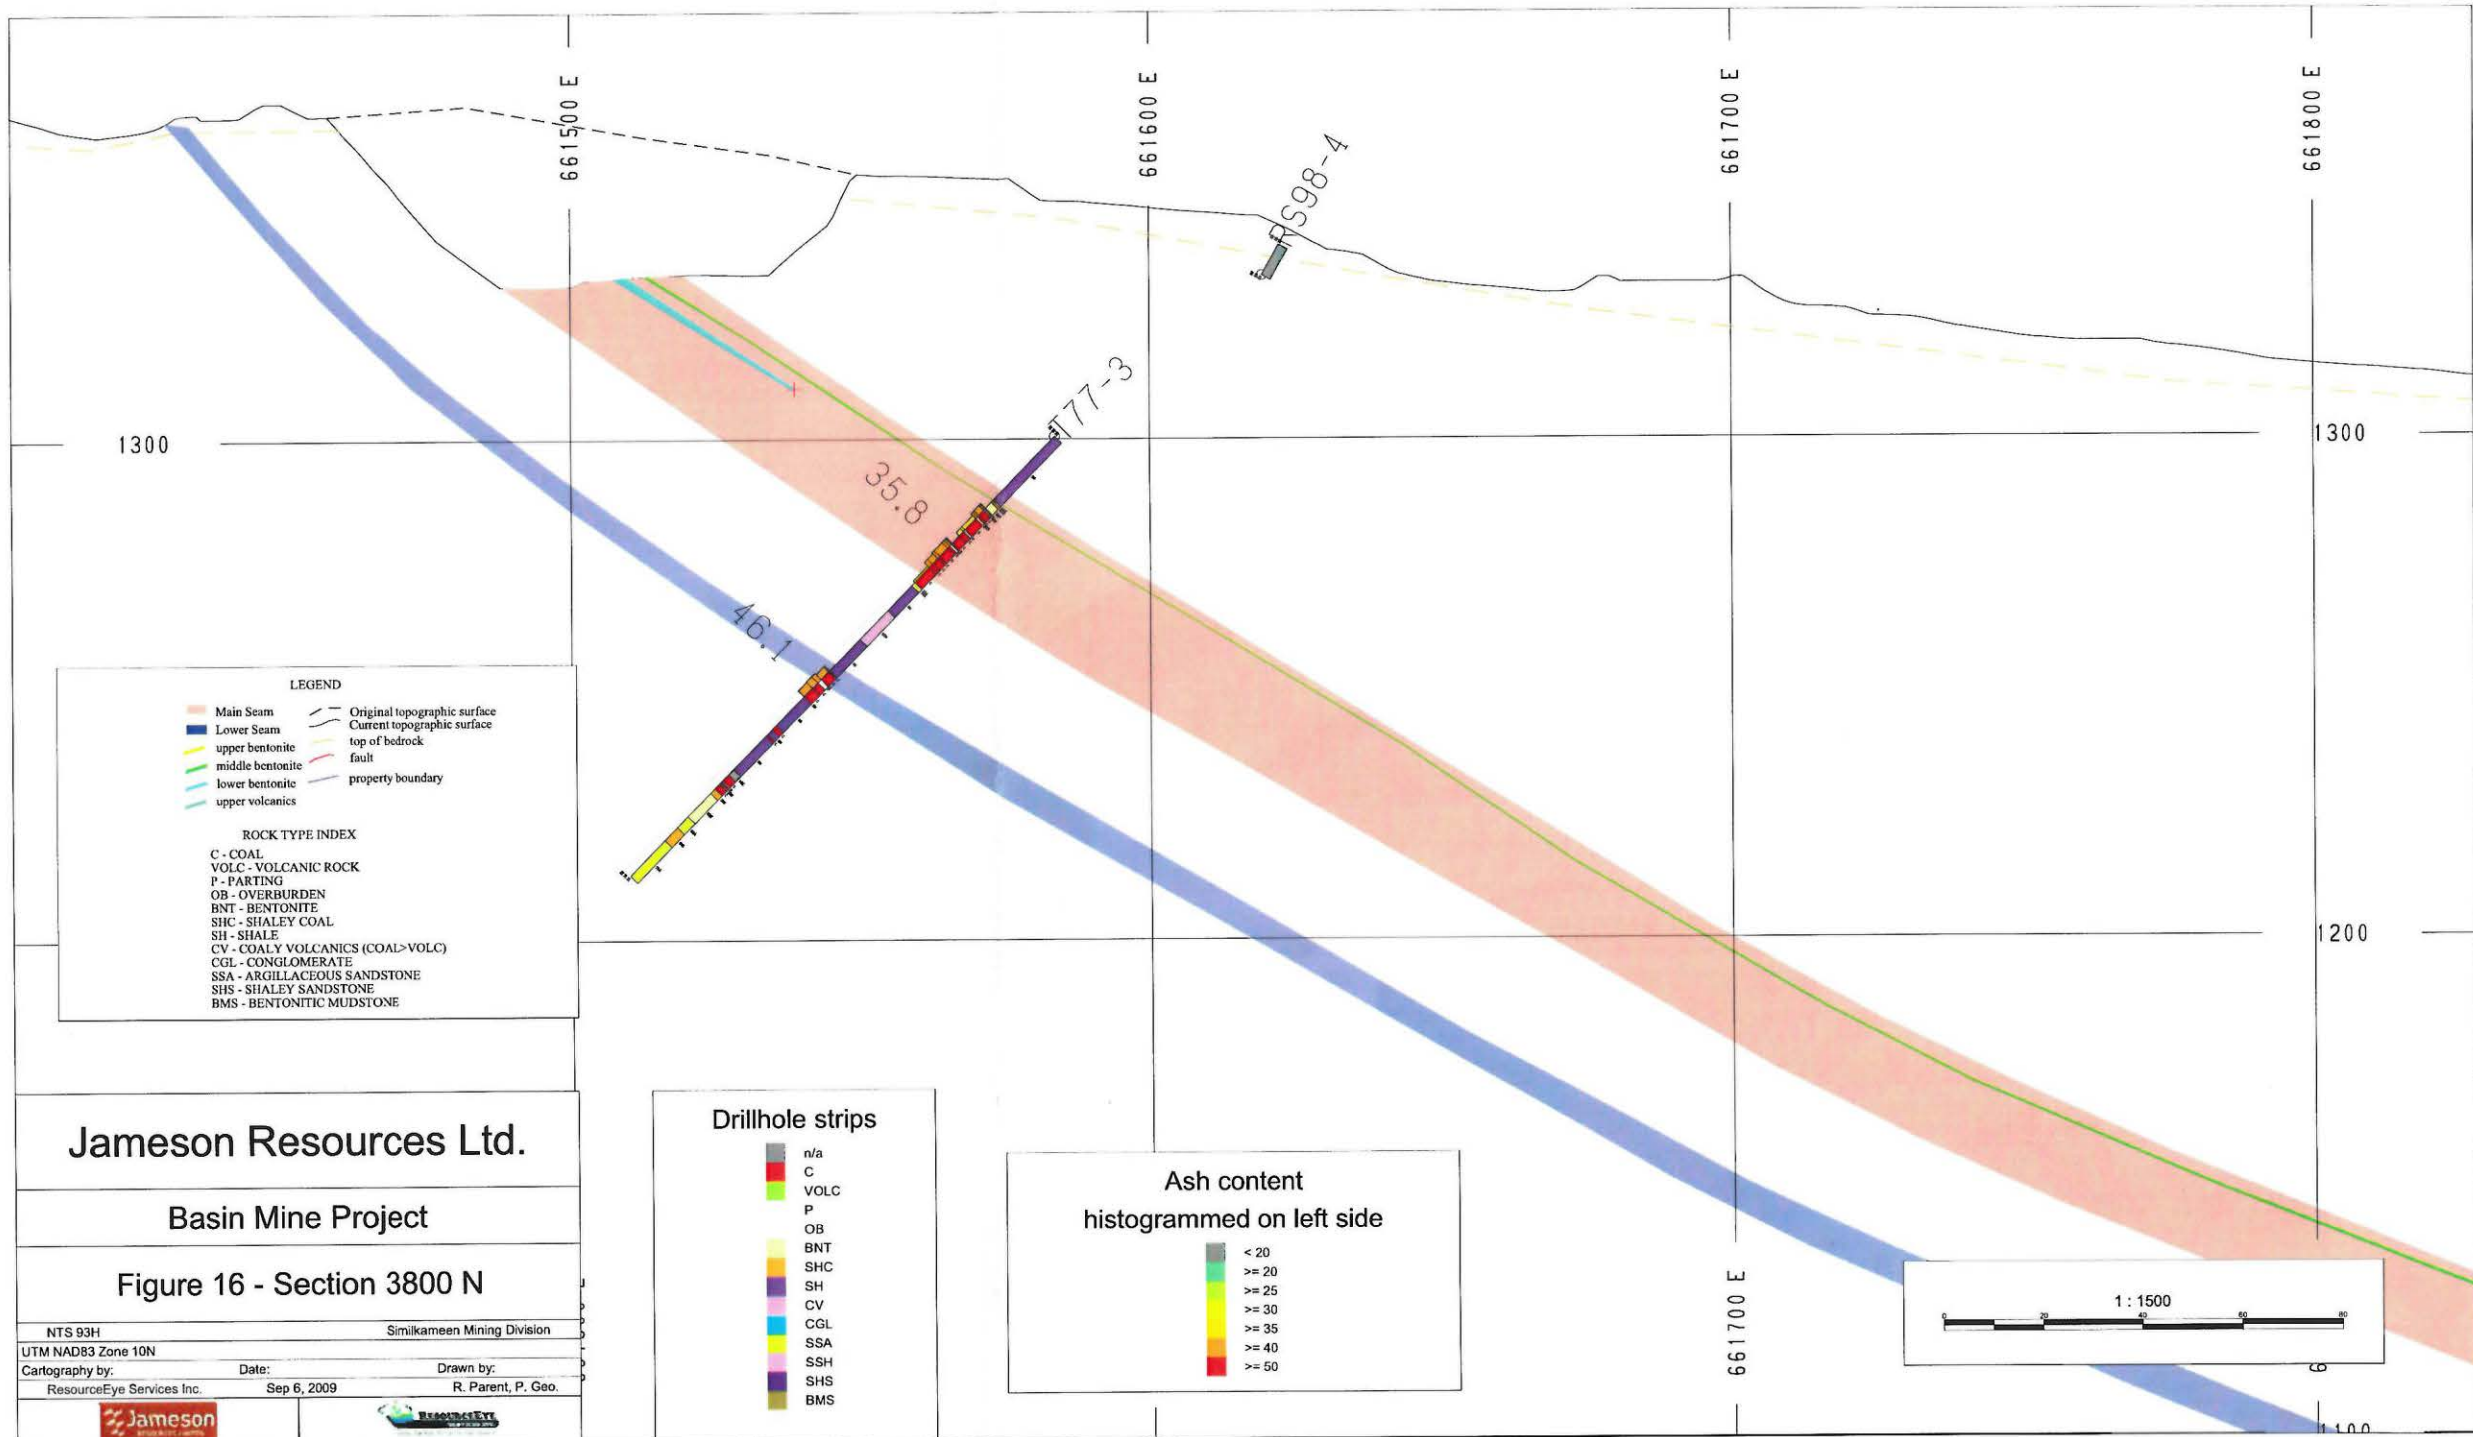 661500 E
661600 E
661700 E
661800 E
RS98-4
T77-3
1300
1300
35.8
46.1
LEGEND
Main Seam
Lower Seam
upper bentonite
middle bentonite
lower bentonite
upper volcanics
Original topographic surface
Current topographic surface
top of bedrock
fault
property boundary
ROCK TYPE INDEX
C - COAL
VOLC - VOLCANIC ROCK
P - PARTING
OB - OVERBURDEN
BNT - BENTONITE
SHC - SHALEY COAL
SH - SHALE
CV - COALY VOLCANICS (COAL>VOLC)
CGL - CONGLOMERATE
SSA - ARGILLACEOUS SANDSTONE
SHS - SHALEY SANDSTONE
BMS - BENTONITIC MUDSTONE
1200
Jameson Resources Ltd.
Basin Mine Project
Figure 16 - Section 3800 N
NTS 93H Similkameen Mining Division
UTM NAD83 Zone 10N
Cartography by: Date: Drawn by:
ResourceEye Services Inc. Sep 6, 2009 R. Parent, P. Geo.
Jameson
RESOURCEEYE
Drillhole strips
n/a
C
VOLC
P
OB
BNT
SHC
SH
CV
CGL
SSA
SSH
SHS
BMS
Ash content
histogrammed on left side
< 20
>= 20
>= 25
>= 30
>= 35
>= 40
>= 50
661700 E
1 : 1500
0 20 40 60 80
1100